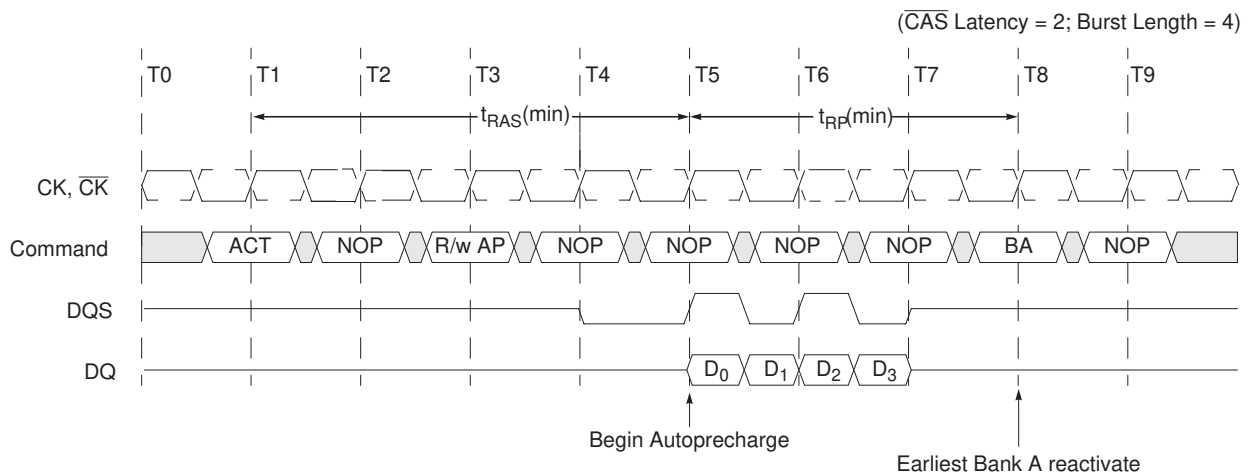 (CAS Latency = 2; Burst Length = 4)
T0 T1 T2 T3 T4 T5 T6 T7 T8 T9
tRAS(min) tRP(min)
CK, CK
Command ACT NOP R/w AP NOP NOP NOP NOP BA NOP
DQS
DQ D0 D1 D2 D3
Begin Autoprecharge
Earliest Bank A reactivate